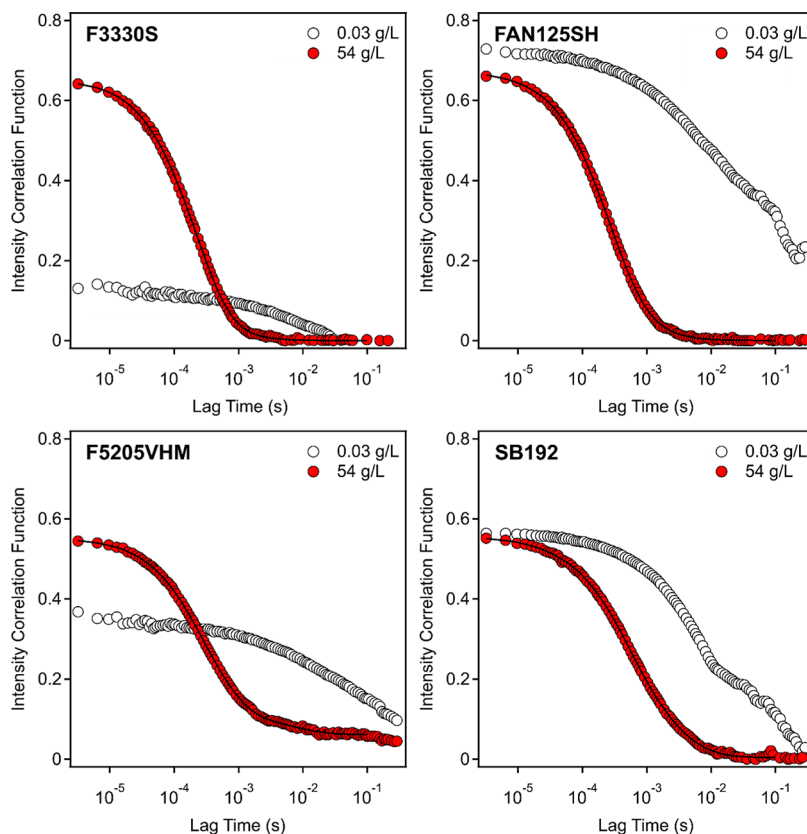 F3330S
0.03 g/L
54 g/L
0.8
0.6
0.4
0.2
0
Intensity Correlation Function
10-5
10-4
10-3
10-2
10-1
Lag Time (s)
FAN125SH
0.03 g/L
54 g/L
0.8
0.6
0.4
0.2
0
Intensity Correlation Function
10-5
10-4
10-3
10-2
10-1
Lag Time (s)
F5205VHM
0.03 g/L
54 g/L
0.8
0.6
0.4
0.2
0
Intensity Correlation Function
10-5
10-4
10-3
10-2
10-1
Lag Time (s)
SB192
0.03 g/L
54 g/L
0.8
0.6
0.4
0.2
0
Intensity Correlation Function
10-5
10-4
10-3
10-2
10-1
Lag Time (s)